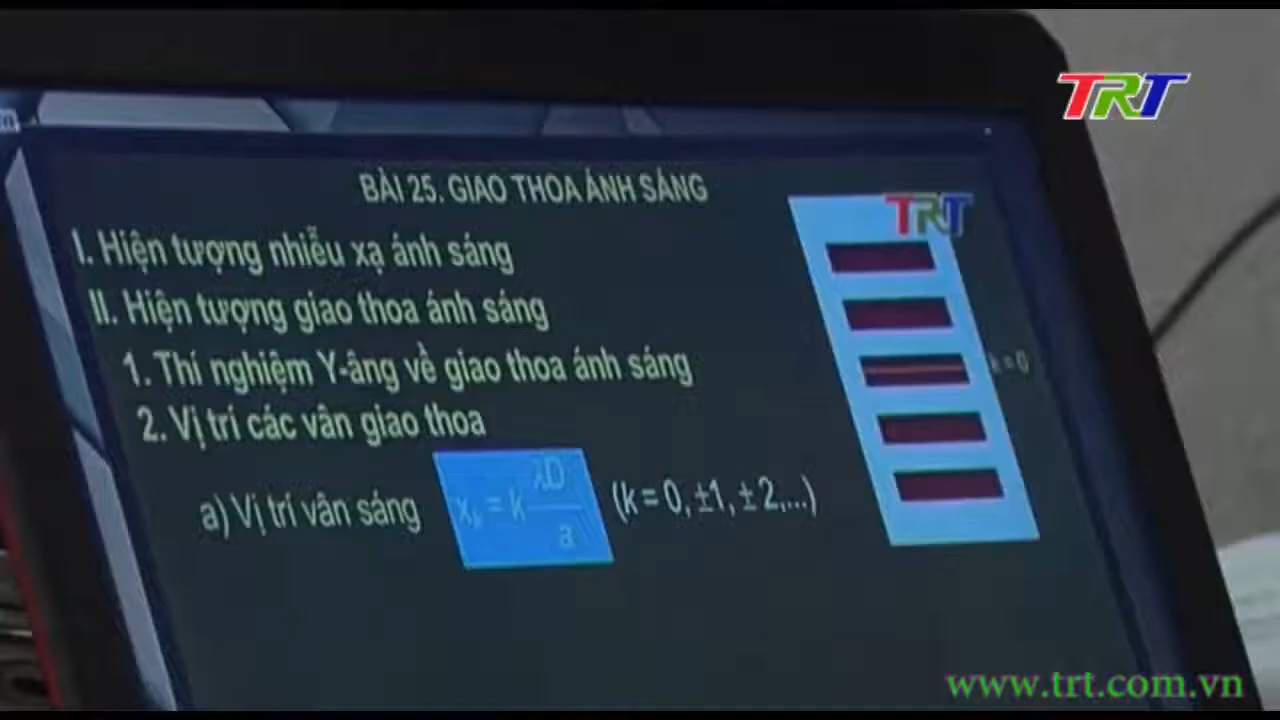 TRT
BÀI 25. GIAO THOA ÁNH SÁNG
TRT
I. Hiện tượng nhiễu xạ ánh sáng
II. Hiện tượng giao thoa ánh sáng
1. Thí nghiệm Y-âng về giao thoa ánh sáng
k = 0
2. Vị trí các vân giao thoa
a) Vị trí vân sáng xₖ = k λD / a (k = 0, ±1, ± 2,...)
www.trt.com.vn